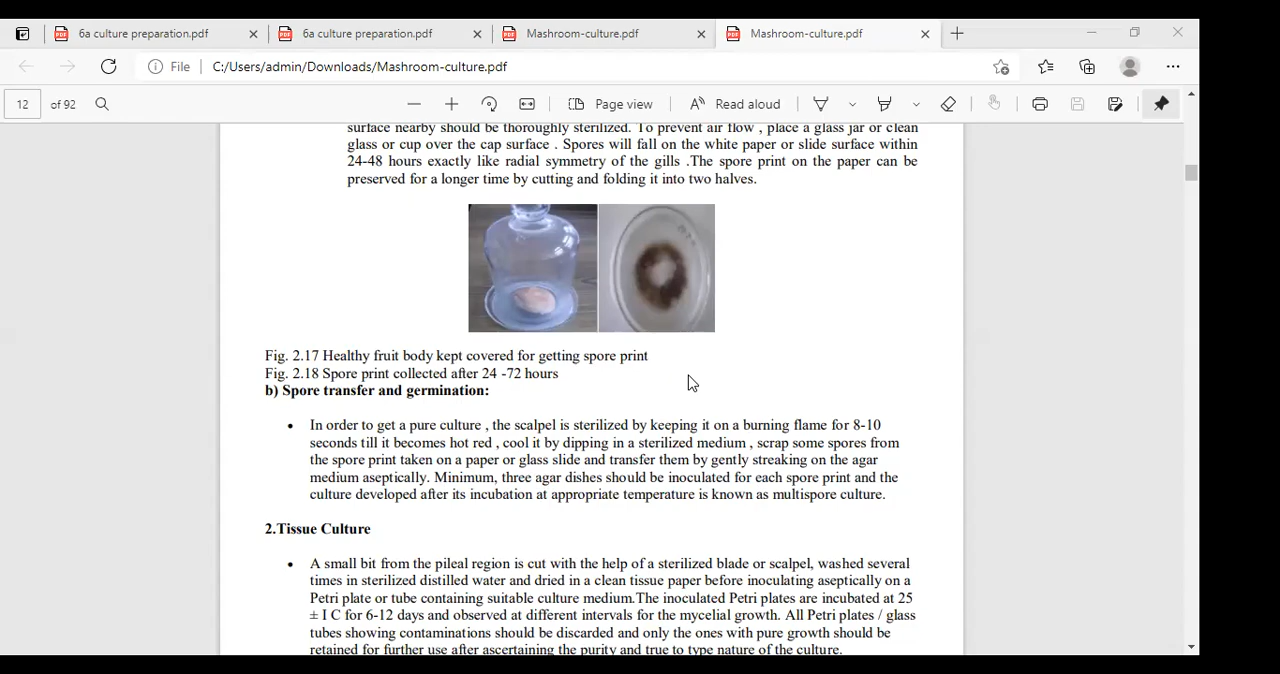 6a culture preparation.pdf
6a culture preparation.pdf
Mashroom-culture.pdf
Mashroom-culture.pdf
File C:/Users/admin/Downloads/Mashroom-culture.pdf
12 of 92
Page view
Read aloud
surface nearby should be thoroughly sterilized. To prevent air flow , place a glass jar or clean
glass or cup over the cap surface . Spores will fall on the white paper or slide surface within
24-48 hours exactly like radial symmetry of the gills .The spore print on the paper can be
preserved for a longer time by cutting and folding it into two halves.
Fig. 2.17 Healthy fruit body kept covered for getting spore print
Fig. 2.18 Spore print collected after 24 -72 hours
b) Spore transfer and germination:
• In order to get a pure culture , the scalpel is sterilized by keeping it on a burning flame for 8-10
seconds till it becomes hot red , cool it by dipping in a sterilized medium , scrap some spores from
the spore print taken on a paper or glass slide and transfer them by gently streaking on the agar
medium aseptically. Minimum, three agar dishes should be inoculated for each spore print and the
culture developed after its incubation at appropriate temperature is known as multispore culture.
2.Tissue Culture
• A small bit from the pileal region is cut with the help of a sterilized blade or scalpel, washed several
times in sterilized distilled water and dried in a clean tissue paper before inoculating aseptically on a
Petri plate or tube containing suitable culture medium.The inoculated Petri plates are incubated at 25
± I C for 6-12 days and observed at different intervals for the mycelial growth. All Petri plates / glass
tubes showing contaminations should be discarded and only the ones with pure growth should be
retained for further use after ascertaining the purity and true to type nature of the culture.